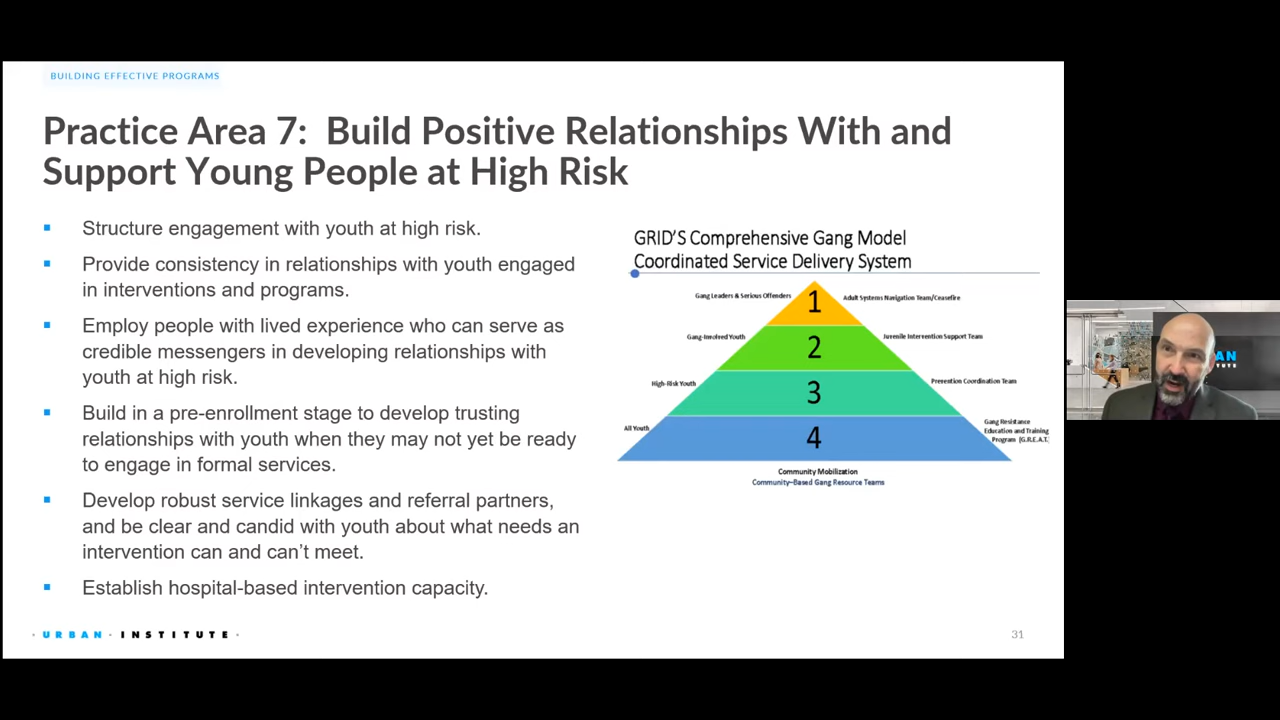 BUILDING EFFECTIVE PROGRAMS
Practice Area 7: Build Positive Relationships With and
Support Young People at High Risk
Structure engagement with youth at high risk.
Provide consistency in relationships with youth engaged
in interventions and programs.
Employ people with lived experience who can serve as
credible messengers in developing relationships with
youth at high risk.
Build in a pre-enrollment stage to develop trusting
relationships with youth when they may not yet be ready
to engage in formal services.
Develop robust service linkages and referral partners,
and be clear and candid with youth about what needs an
intervention can and can't meet.
Establish hospital-based intervention capacity.
GRID'S Comprehensive Gang Model
Coordinated Service Delivery System
Gang Leaders & Serious Offenders
1
Adult Systems Navigation Team/Ceasefire
Gang-Involved Youth
2
Juvenile Intervention Support Team
High-Risk Youth
3
Prevention Coordination Team
All Youth
4
Gang Resistance
Education and Training
Program (G.R.E.A.T.
Community Mobilization
Community-Based Gang Resource Teams
URBAN · INSTITUTE
31